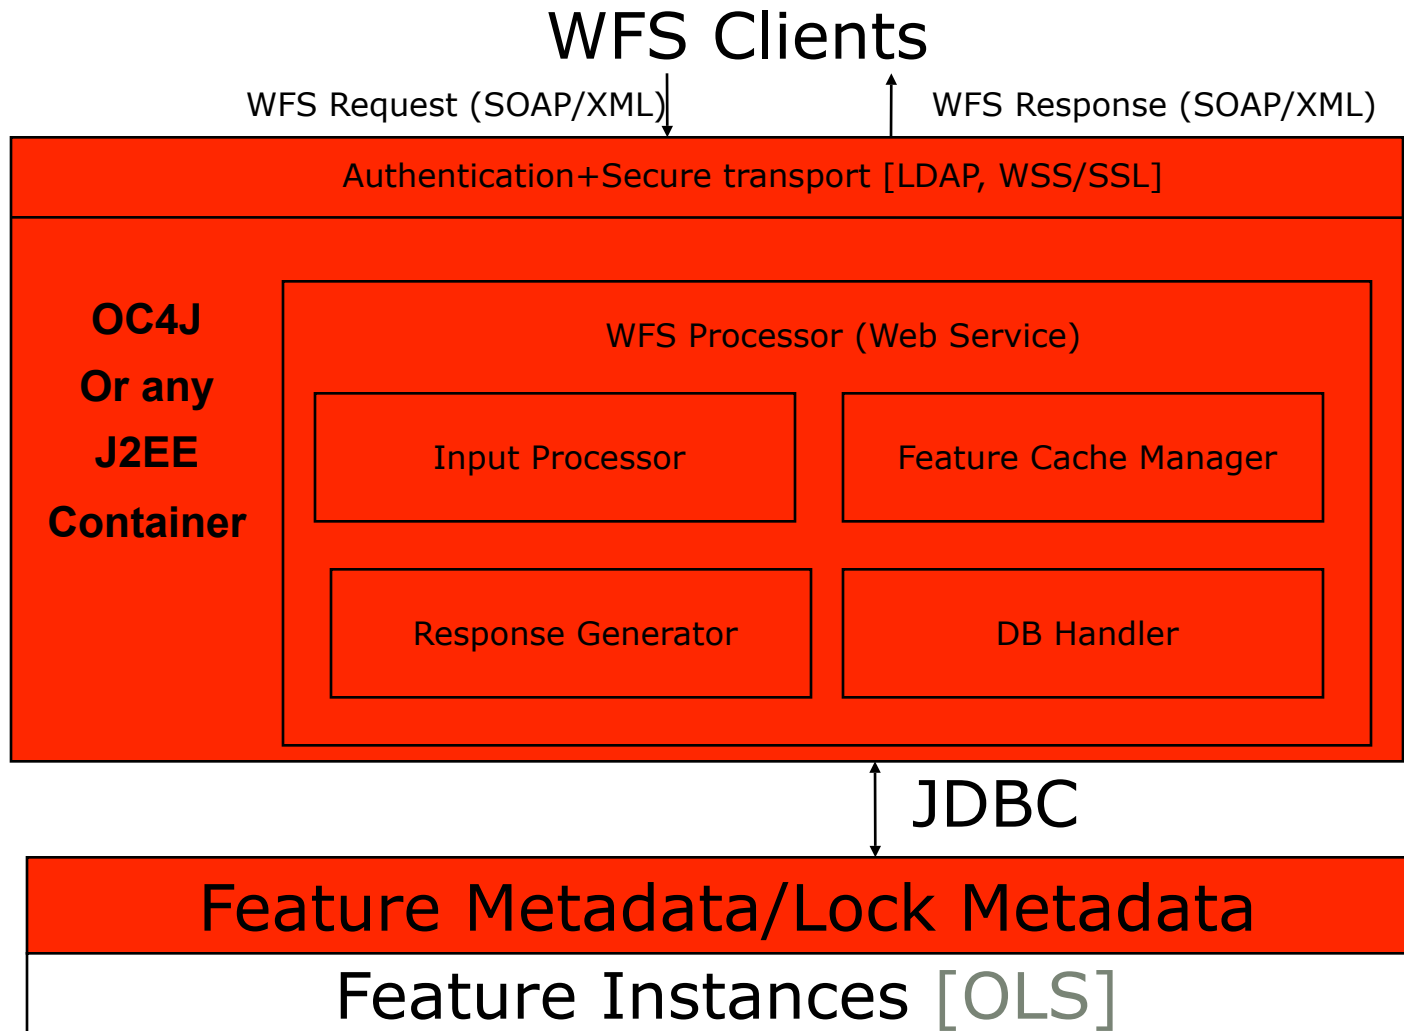 WFS Clients
WFS Request (SOAP/XML)
WFS Response (SOAP/XML)
Authentication+Secure transport [LDAP, WSS/SSL]
OC4J
Or any
J2EE
Container
WFS Processor (Web Service)
Input Processor
Feature Cache Manager
Response Generator
DB Handler
JDBC
Feature Metadata/Lock Metadata
Feature Instances [OLS]